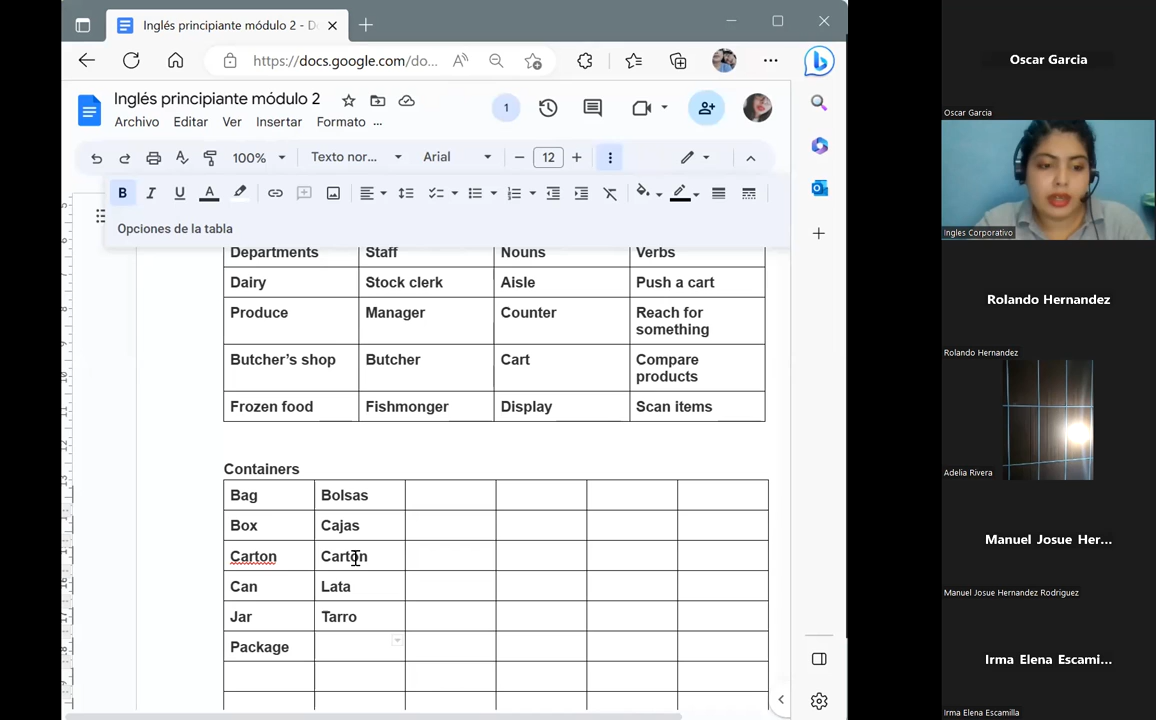 Inglés principiante módulo 2 - D
https://docs.google.com/do...
Inglés principiante módulo 2
1
Archivo Editar Ver Insertar Formato ...
100% Texto nor... Arial 12
B I U A
Opciones de la tabla
Departments Staff Nouns Verbs
Dairy Stock clerk Aisle Push a cart
Produce Manager Counter Reach for
something
Butcher's shop Butcher Cart Compare
products
Frozen food Fishmonger Display Scan items
Containers
Bag Bolsas
Box Cajas
Carton Carton
Can Lata
Jar Tarro
Package
Oscar Garcia
Oscar Garcia
Ingles Corporativo
Rolando Hernandez
Rolando Hernandez
Adelia Rivera
Manuel Josue Her...
Manuel Josue Hernandez Rodriguez
Irma Elena Escami...
Irma Elena Escamilla